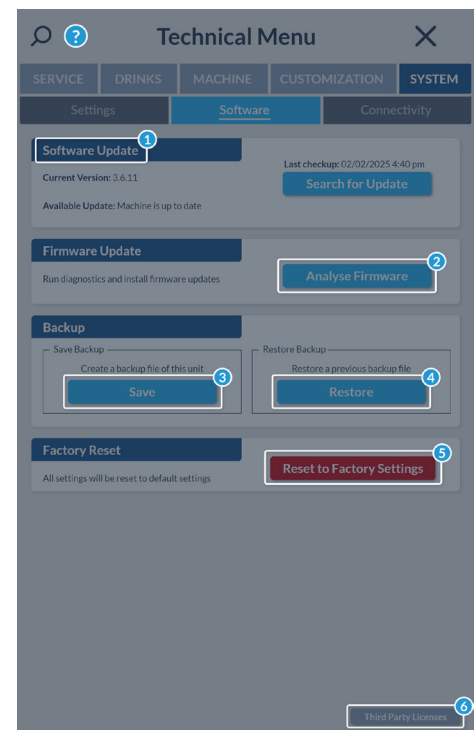 ? Technical Menu
SERVICE DRINKS MACHINE CUSTOMIZATION SYSTEM
Settings Software Connectivity
Software Update 1
Last checkup: 02/02/2025 4:40 pm
Current Version: 3.6.11
Search for Update
Available Update: Machine is up to date
Firmware Update
2
Run diagnostics and install firmware updates
Analyse Firmware
Backup
Save Backup
Create a backup file of this unit
3
Save
Restore Backup
Restore a previous backup file
4
Restore
Factory Reset
5
All settings will be reset to default settings
Reset to Factory Settings
6
Third Party Licenses